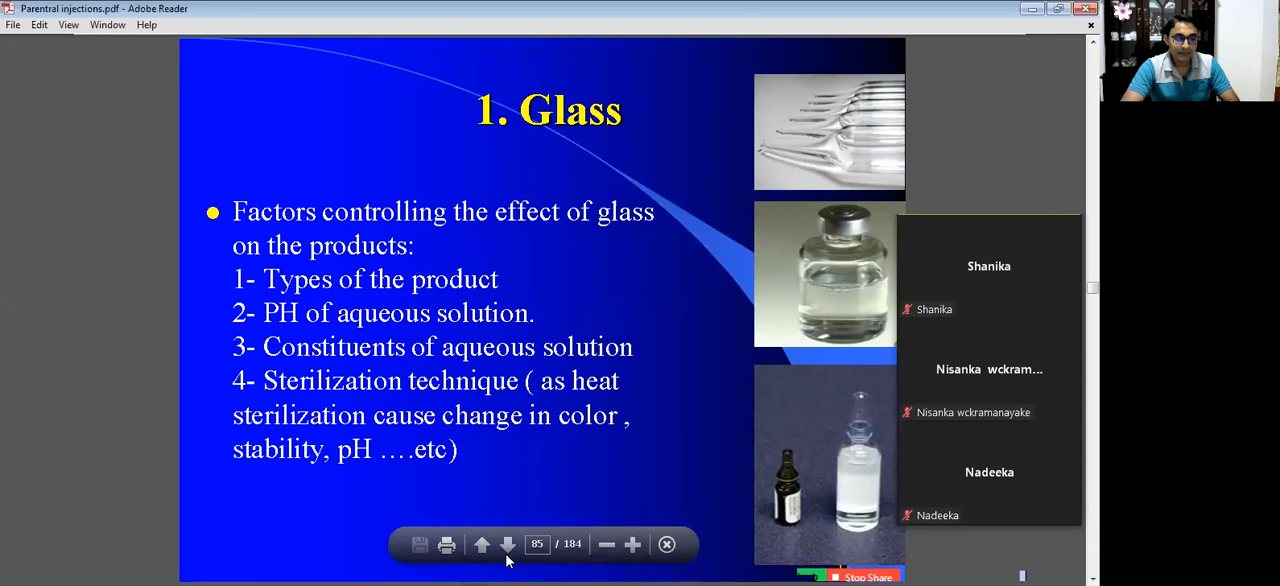 Parentral injections.pdf - Adobe Reader
File Edit View Window Help
1. Glass
Factors controlling the effect of glass
on the products:
1- Types of the product
2- PH of aqueous solution.
3- Constituents of aqueous solution
4- Sterilization technique ( as heat
sterilization cause change in color ,
stability, pH ….etc)
Shanika
Shanika
Nisanka wckram...
Nisanka wckramanayake
Nadeeka
Nadeeka
85 / 184
Stop Share